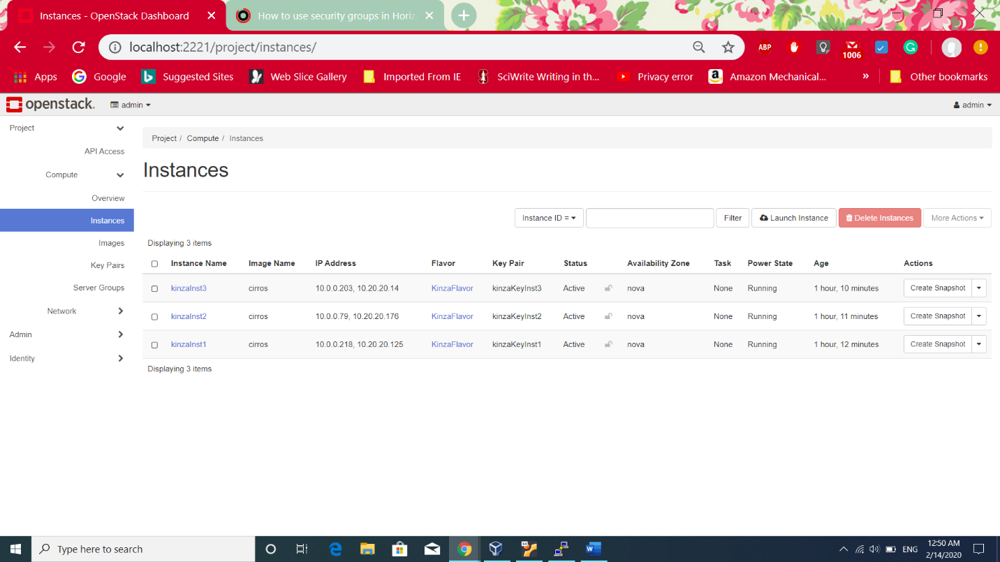 Instances - OpenStack Dashboard
How to use security groups in Horiz
localhost:2221/project/instances/
ABP
1006
Apps
Google
Suggested Sites
Web Slice Gallery
Imported From IE
SciWrite Writing in th...
Privacy error
Amazon Mechanical...
»
Other bookmarks
openstack.
admin
admin
Project
API Access
Compute
Overview
Instances
Images
Key Pairs
Server Groups
Network
Admin
Identity
Project / Compute / Instances
Instances
Instance ID =
Filter
Launch Instance
Delete Instances
More Actions
Displaying 3 items
Instance Name Image Name IP Address Flavor Key Pair Status Availability Zone Task Power State Age Actions
kinzaInst3 cirros 10.0.0.203, 10.20.20.14 KinzaFlavor kinzaKeyInst3 Active nova None Running 1 hour, 10 minutes Create Snapshot
kinzaInst2 cirros 10.0.0.79, 10.20.20.176 KinzaFlavor kinzaKeyInst2 Active nova None Running 1 hour, 11 minutes Create Snapshot
kinzaInst1 cirros 10.0.0.218, 10.20.20.125 KinzaFlavor kinzaKeyInst1 Active nova None Running 1 hour, 12 minutes Create Snapshot
Displaying 3 items
Type here to search
ENG
12:50 AM
2/14/2020